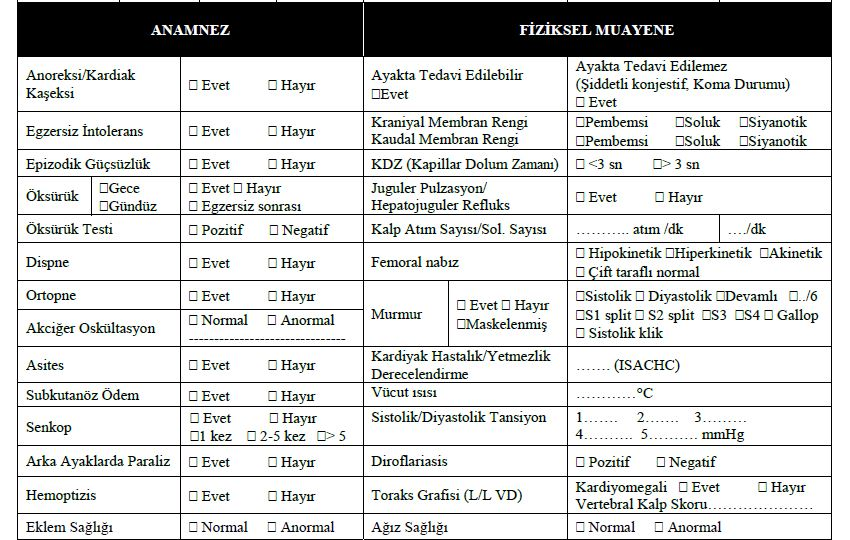 ANAMNEZ FİZİKSEL MUAYENE
Anoreksi/Kardiak Kaşeksi □ Evet □ Hayır
Ayakta Tedavi Edilebilir
□Evet
Ayakta Tedavi Edilemez
(Şiddetli konjestif, Koma Durumu)
□ Evet
Egzersiz İntolerans □ Evet □ Hayır
Kraniyal Membran Rengi □Pembemsi □Soluk □Siyanotik
Kaudal Membran Rengi □Pembemsi □Soluk □Siyanotik
Epizodik Güçsüzlük □ Evet □ Hayır
KDZ (Kapillar Dolum Zamanı) □ <3 sn □> 3 sn
Öksürük
□Gece
□Gündüz
□ Evet □ Hayır
□ Egzersiz sonrası
Juguler Pulzasyon/
Hepatojuguler Refluks
□ Evet □ Hayır
Öksürük Testi □ Pozitif □ Negatif
Kalp Atım Sayısı/Sol. Sayısı ……….. atım /dk …./dk
Dispne □ Evet □ Hayır
Femoral nabız
□ Hipokinetik □Hiperkinetik □Akinetik
□ Çift taraflı normal
Ortopne □ Evet □ Hayır
Akciğer Oskültasyon □ Normal □ Anormal
-------------------------------
Murmur
□ Evet □ Hayır
□Maskelenmiş
□Sistolik □ Diyastolik □Devamlı □../6
□S1 split □ S2 split □S3 □S4 □ Gallop
□ Sistolik klik
Asites □ Evet □ Hayır
Kardiyak Hastalık/Yetmezlik
Derecelendirme
……. (ISACHC)
Subkutanöz Ödem □ Evet □ Hayır
Vücut ısısı …………°C
Senkop
□ Evet □ Hayır
□1 kez □ 2-5 kez □> 5
Sistolik/Diyastolik Tansiyon
1……. 2……. 3………
4………. 5………. mmHg
Arka Ayaklarda Paraliz □ Evet □ Hayır
Diroflariasis □ Pozitif □ Negatif
Hemoptizis □ Evet □ Hayır
Toraks Grafisi (L/L VD)
Kardiyomegali □ Evet □ Hayır
Vertebral Kalp Skoru…………………
Eklem Sağlığı □ Normal □ Anormal
Ağız Sağlığı □ Normal □ Anormal